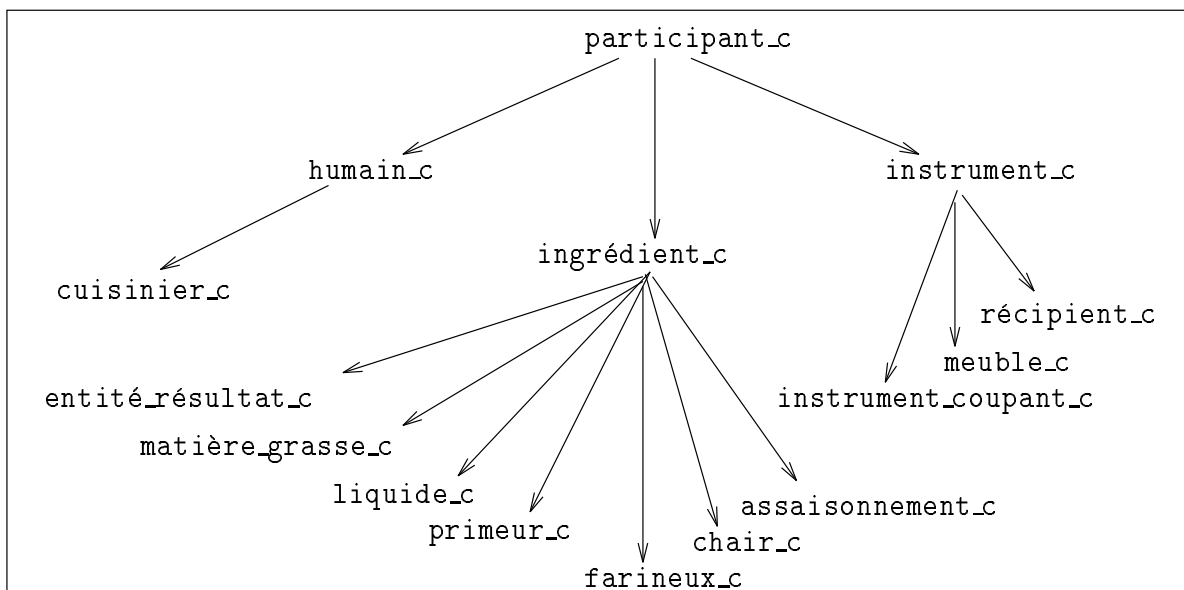 participant_c
humain_c
instrument_c
ingrédient_c
cuisinier_c
récipient_c
meuble_c
entité_résultat_c
instrument_coupant_c
matière_grasse_c
liquide_c
assaisonnement_c
primeur_c
chair_c
farineux_c